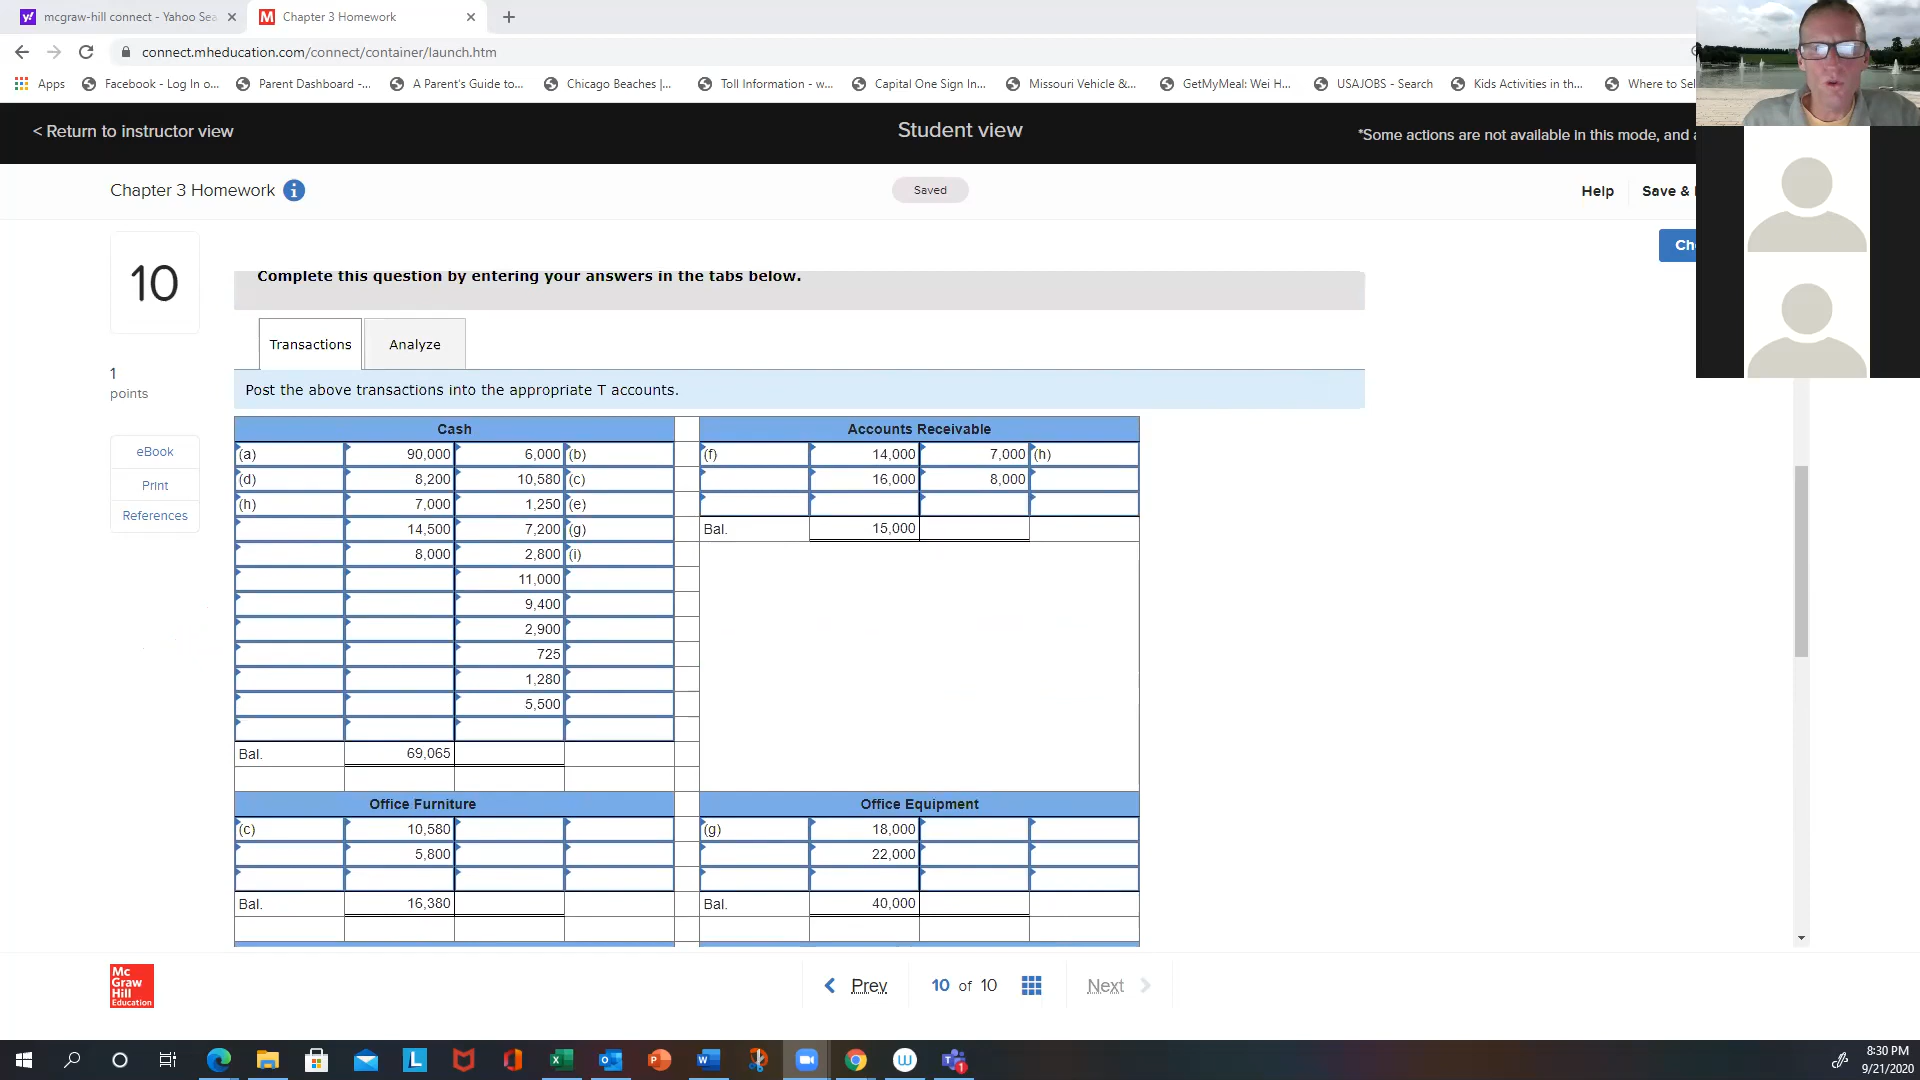 mcgraw-hill connect - Yahoo Sea
Chapter 3 Homework
connect.mheducation.com/connect/container/launch.htm
Apps Facebook - Log In o... Parent Dashboard -... A Parent's Guide to... Chicago Beaches |... Toll Information - w... Capital One Sign In... Missouri Vehicle &... GetMyMeal: Wei H... USAJOBS - Search Kids Activities in th... Where to Sel
< Return to instructor view
Student view
*Some actions are not available in this mode, and a
Chapter 3 Homework i
Saved
Help
Save &
Ch
10
1
points
eBook
Print
References
Complete this question by entering your answers in the tabs below.
Transactions
Analyze
Post the above transactions into the appropriate T accounts.
Cash
(a) 90,000 6,000 (b)
(d) 8,200 10,580 (c)
(h) 7,000 1,250 (e)
14,500 7,200 (g)
8,000 2,800 (i)
11,000
9,400
2,900
725
1,280
5,500
Bal. 69,065
Accounts Receivable
(f) 14,000 7,000 (h)
16,000 8,000
Bal. 15,000
Office Furniture
(c) 10,580
5,800
Bal. 16,380
Office Equipment
(g) 18,000
22,000
Bal. 40,000
Mc
Graw
Hill
Education
Prev
10 of 10
Next
8:30 PM
9/21/2020